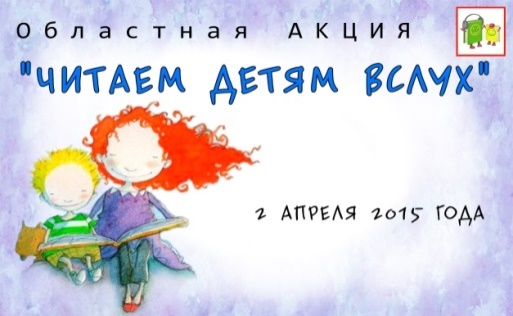 Областная АКЦИЯ
"ЧИТАЕМ ДЕТЯМ ВСЛУХ"
2 АПРЕЛЯ 2015 ГОДА